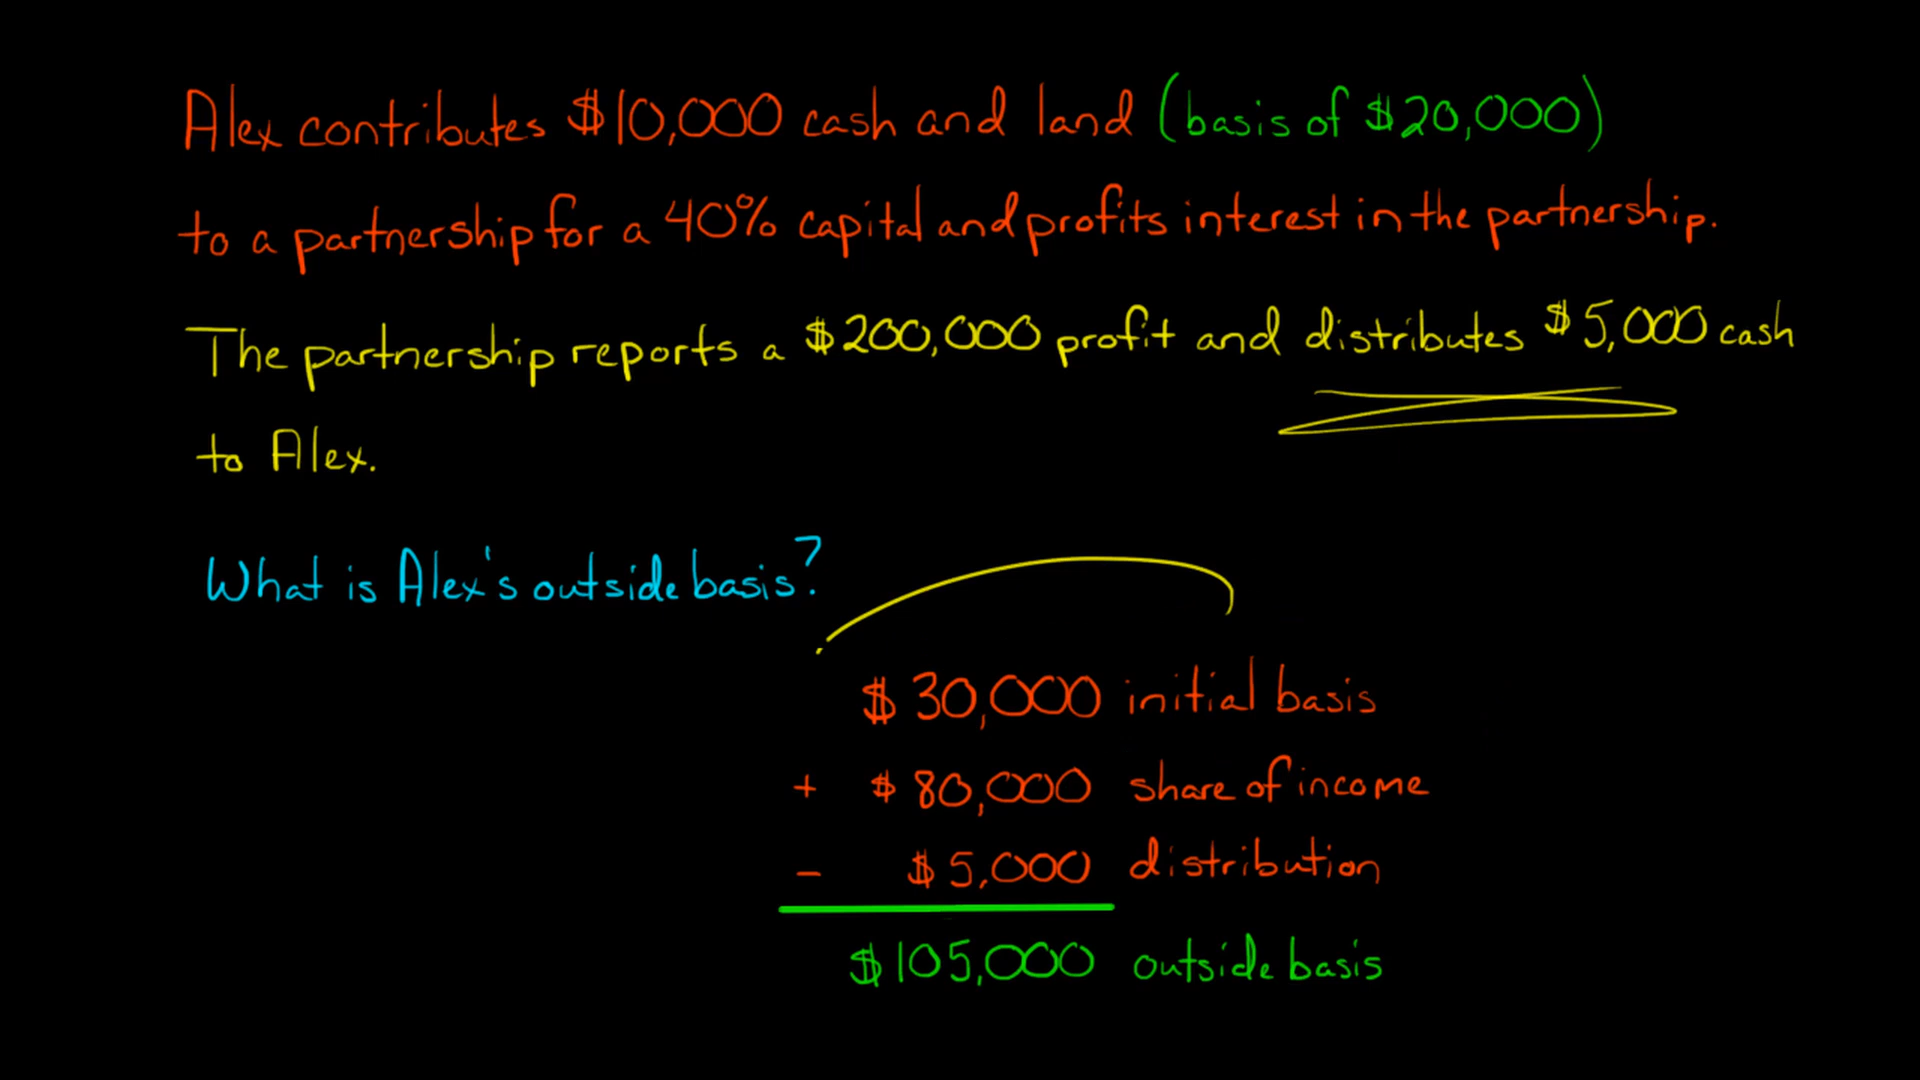 Alex contributes $10,000 cash and land (basis of $20,000)
to a partnership for a 40% capital and profits interest in the partnership.
The partnership reports a $200,000 profit and distributes $5,000 cash
to Alex.
What is Alex's outside basis?
$30,000 initial basis
+ $80,000 share of income
- $5,000 distribution
$105,000 outside basis